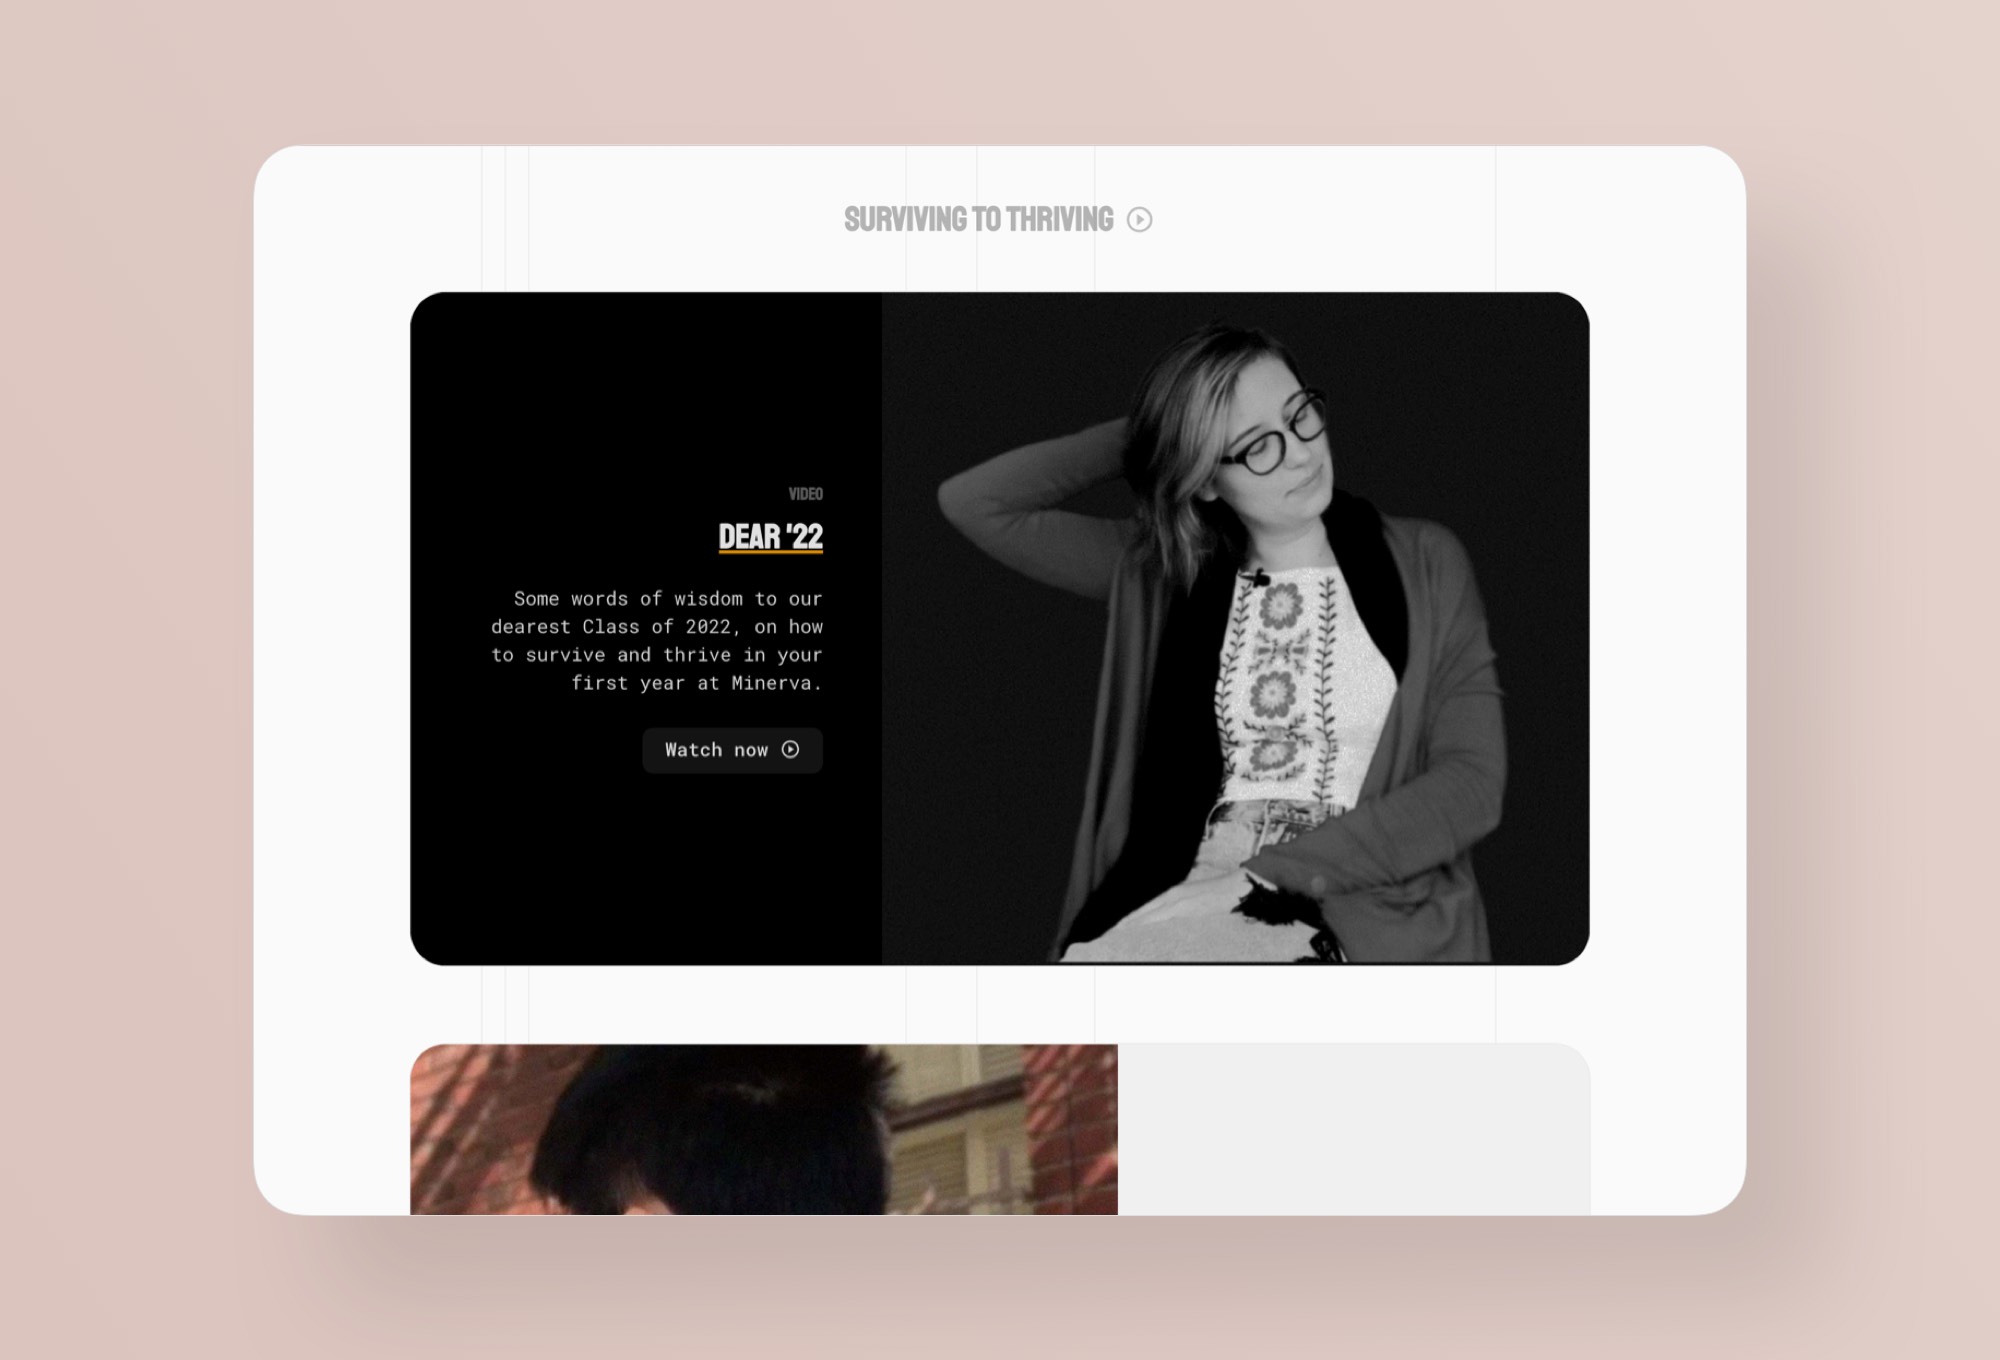 SURVIVING TO THRIVING
VIDEO
DEAR '22
Some words of wisdom to our
dearest Class of 2022, on how
to survive and thrive in your
first year at Minerva.
Watch now